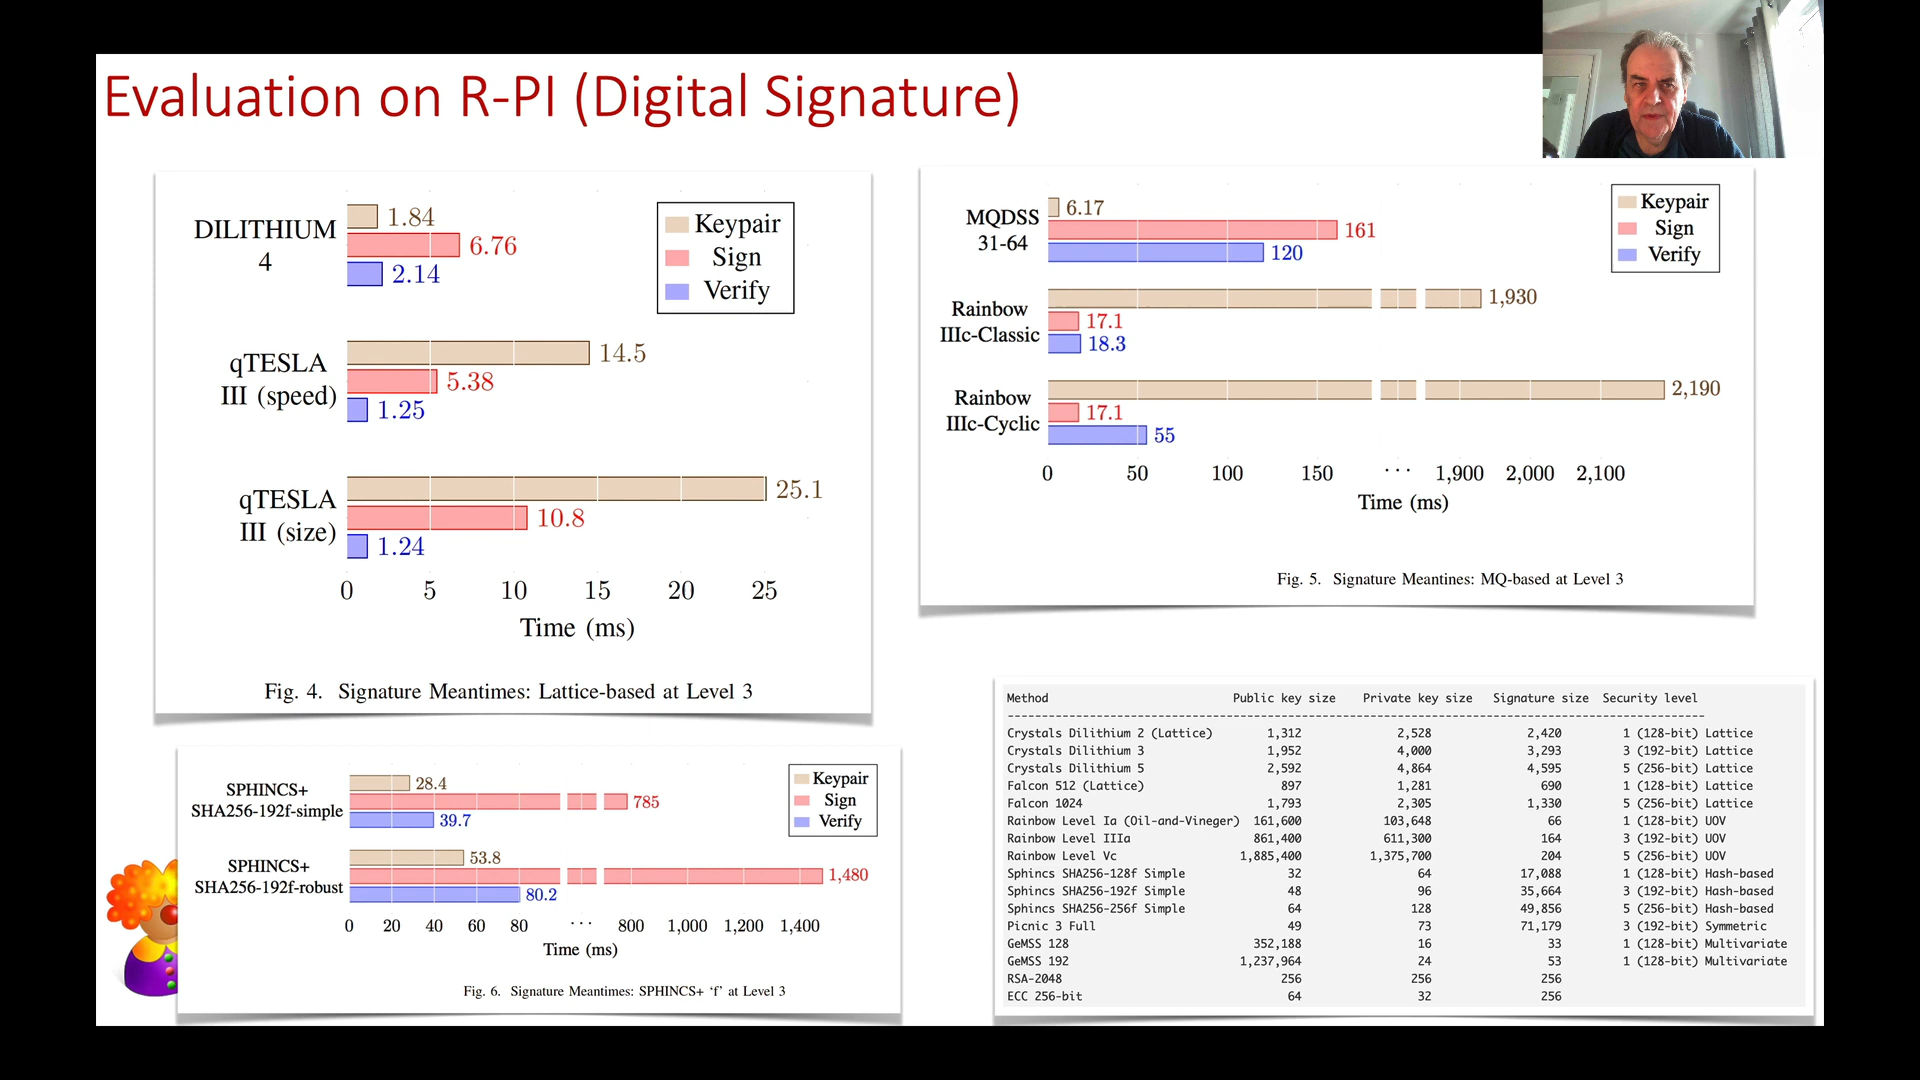 Evaluation on R-PI (Digital Signature)
DILITHIUM
4
1.84
6.76
2.14
Keypair
Sign
Verify
qTESLA
III (speed)
14.5
5.38
1.25
qTESLA
III (size)
25.1
10.8
1.24
0 5 10 15 20 25
Time (ms)
Fig. 4. Signature Meantimes: Lattice-based at Level 3
MQDSS
31-64
6.17
161
120
Keypair
Sign
Verify
Rainbow
IIIc-Classic
1,930
17.1
18.3
Rainbow
IIIc-Cyclic
2,190
17.1
55
0 50 100 150 ... 1,900 2,000 2,100
Time (ms)
Fig. 5. Signature Meantines: MQ-based at Level 3
SPHINCS+
SHA256-192f-simple
28.4
785
39.7
Keypair
Sign
Verify
SPHINCS+
SHA256-192f-robust
53.8
1,480
80.2
0 20 40 60 80 ... 800 1,000 1,200 1,400
Time (ms)
Fig. 6. Signature Meantimes: SPHINCS+ ‘f’ at Level 3
Method Public key size Private key size Signature size Security level
------------------------------------------------------------------------------------------------------
Crystals Dilithium 2 (Lattice) 1,312 2,528 2,420 1 (128-bit) Lattice
Crystals Dilithium 3 1,952 4,000 3,293 3 (192-bit) Lattice
Crystals Dilithium 5 2,592 4,864 4,595 5 (256-bit) Lattice
Falcon 512 (Lattice) 897 1,281 690 1 (128-bit) Lattice
Falcon 1024 1,793 2,305 1,330 5 (256-bit) Lattice
Rainbow Level Ia (Oil-and-Vineger) 161,600 103,648 66 1 (128-bit) UOV
Rainbow Level IIIa 861,400 611,300 164 3 (192-bit) UOV
Rainbow Level Vc 1,885,400 1,375,700 204 5 (256-bit) UOV
Sphincs SHA256-128f Simple 32 64 17,088 1 (128-bit) Hash-based
Sphincs SHA256-192f Simple 48 96 35,664 3 (192-bit) Hash-based
Sphincs SHA256-256f Simple 64 128 49,856 5 (256-bit) Hash-based
Picnic 3 Full 49 73 71,179 3 (192-bit) Symmetric
GeMSS 128 352,188 16 33 1 (128-bit) Multivariate
GeMSS 192 1,237,964 24 53 1 (128-bit) Multivariate
RSA-2048 256 256 256
ECC 256-bit 64 32 256